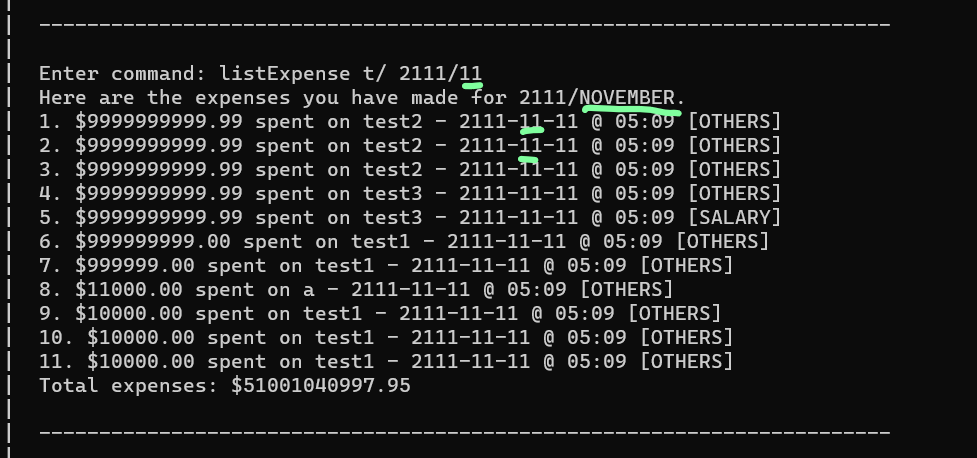 Enter command: listExpense t/ 2111/11
Here are the expenses you have made for 2111/NOVEMBER.
1. $9999999999.99 spent on test2 - 2111-11-11 @ 05:09 [OTHERS]
2. $9999999999.99 spent on test2 - 2111-11-11 @ 05:09 [OTHERS]
3. $9999999999.99 spent on test2 - 2111-11-11 @ 05:09 [OTHERS]
4. $9999999999.99 spent on test3 - 2111-11-11 @ 05:09 [OTHERS]
5. $9999999999.99 spent on test3 - 2111-11-11 @ 05:09 [SALARY]
6. $999999999.00 spent on test1 - 2111-11-11 @ 05:09 [OTHERS]
7. $999999.00 spent on test1 - 2111-11-11 @ 05:09 [OTHERS]
8. $11000.00 spent on a - 2111-11-11 @ 05:09 [OTHERS]
9. $10000.00 spent on test1 - 2111-11-11 @ 05:09 [OTHERS]
10. $10000.00 spent on test1 - 2111-11-11 @ 05:09 [OTHERS]
11. $10000.00 spent on test1 - 2111-11-11 @ 05:09 [OTHERS]
Total expenses: $51001040997.95